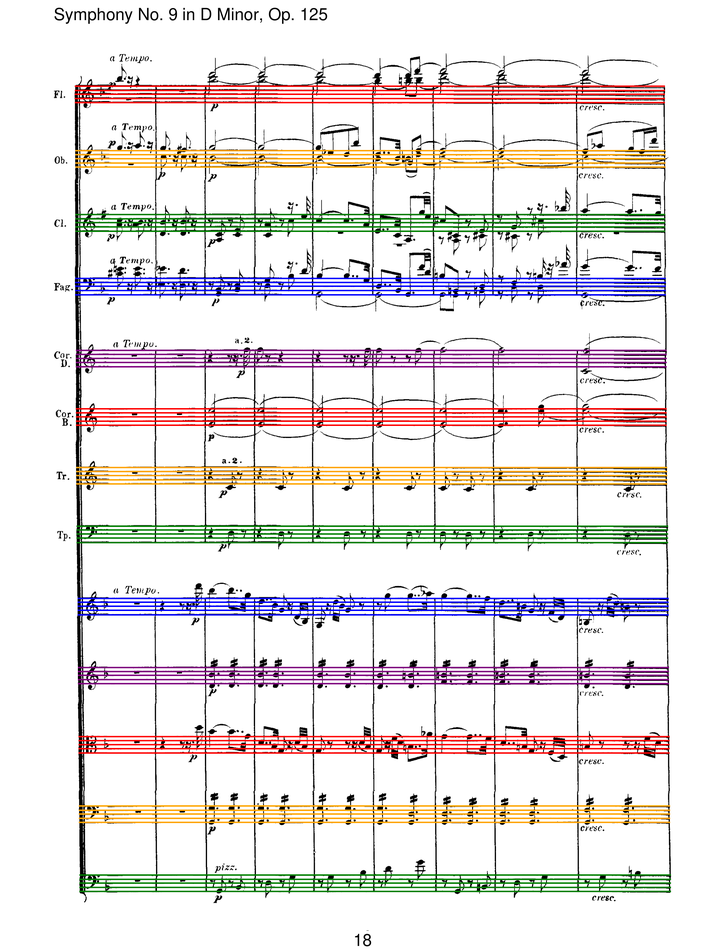 Symphony No. 9 in D Minor, Op. 125
a Tempo.
Fl.
p
cresc.
a Tempo.
p
Ob.
p
cresc.
a Tempo.
Cl.
p
p
cresc.
a Tempo.
Fag.
p
p
cresc.
a Tempo.
a.2.
Cor.
D.
p
cresc.
Cor.
B.
p
cresc.
a.2.
Tr.
p
cresc.
Tp.
p
cresc.
a Tempo.
p
cresc.
p
cresc.
p
cresc.
p
cresc.
pizz.
p
cresc.
18